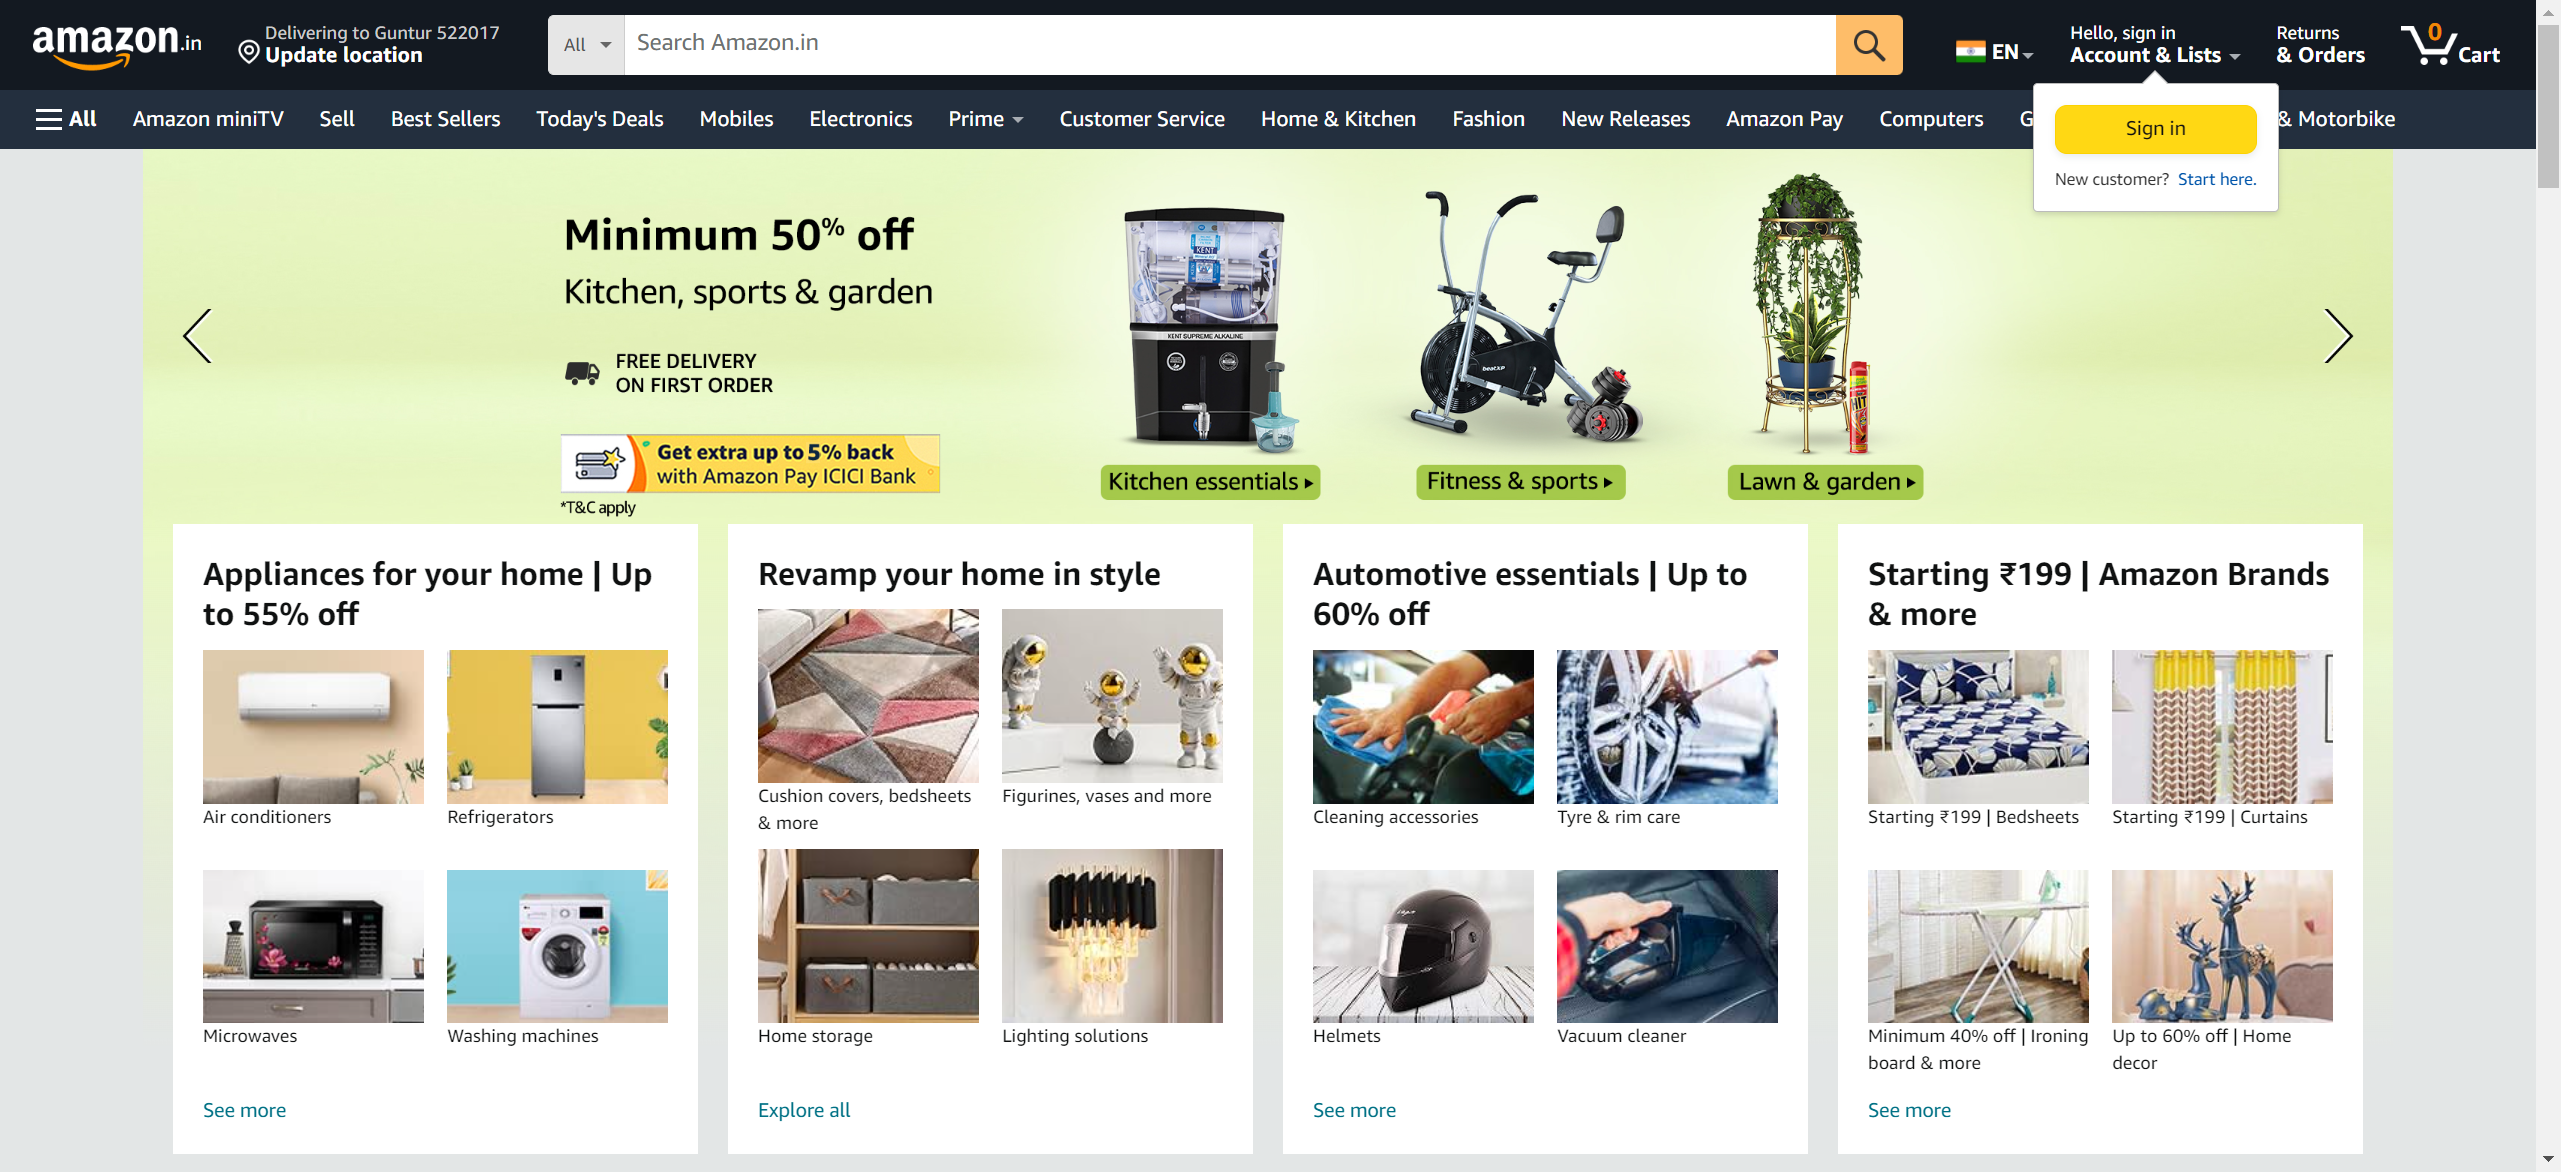 amazon.in
Delivering to Guntur 522017
Update location
All
Search Amazon.in
EN
Hello, sign in
Account & Lists
Returns
& Orders
0
Cart
All
Amazon miniTV
Sell
Best Sellers
Today's Deals
Mobiles
Electronics
Prime
Customer Service
Home & Kitchen
Fashion
New Releases
Amazon Pay
Computers
G
& Motorbike
Sign in
New customer? Start here.
Minimum 50% off
Kitchen, sports & garden
FREE DELIVERY
ON FIRST ORDER
Get extra up to 5% back
with Amazon Pay ICICI Bank
*T&C apply
KENT
KENT SUPREME ALKALINE
beatXP
HIT
Kitchen essentials
Fitness & sports
Lawn & garden
Appliances for your home | Up
to 55% off
Air conditioners
Refrigerators
Microwaves
Washing machines
See more
Revamp your home in style
Cushion covers, bedsheets
& more
Figurines, vases and more
Home storage
Lighting solutions
Explore all
Automotive essentials | Up to
60% off
Cleaning accessories
Tyre & rim care
Helmets
Vacuum cleaner
See more
Starting ₹199 | Amazon Brands
& more
Starting ₹199 | Bedsheets
Starting ₹199 | Curtains
Minimum 40% off | Ironing
board & more
Up to 60% off | Home
decor
See more